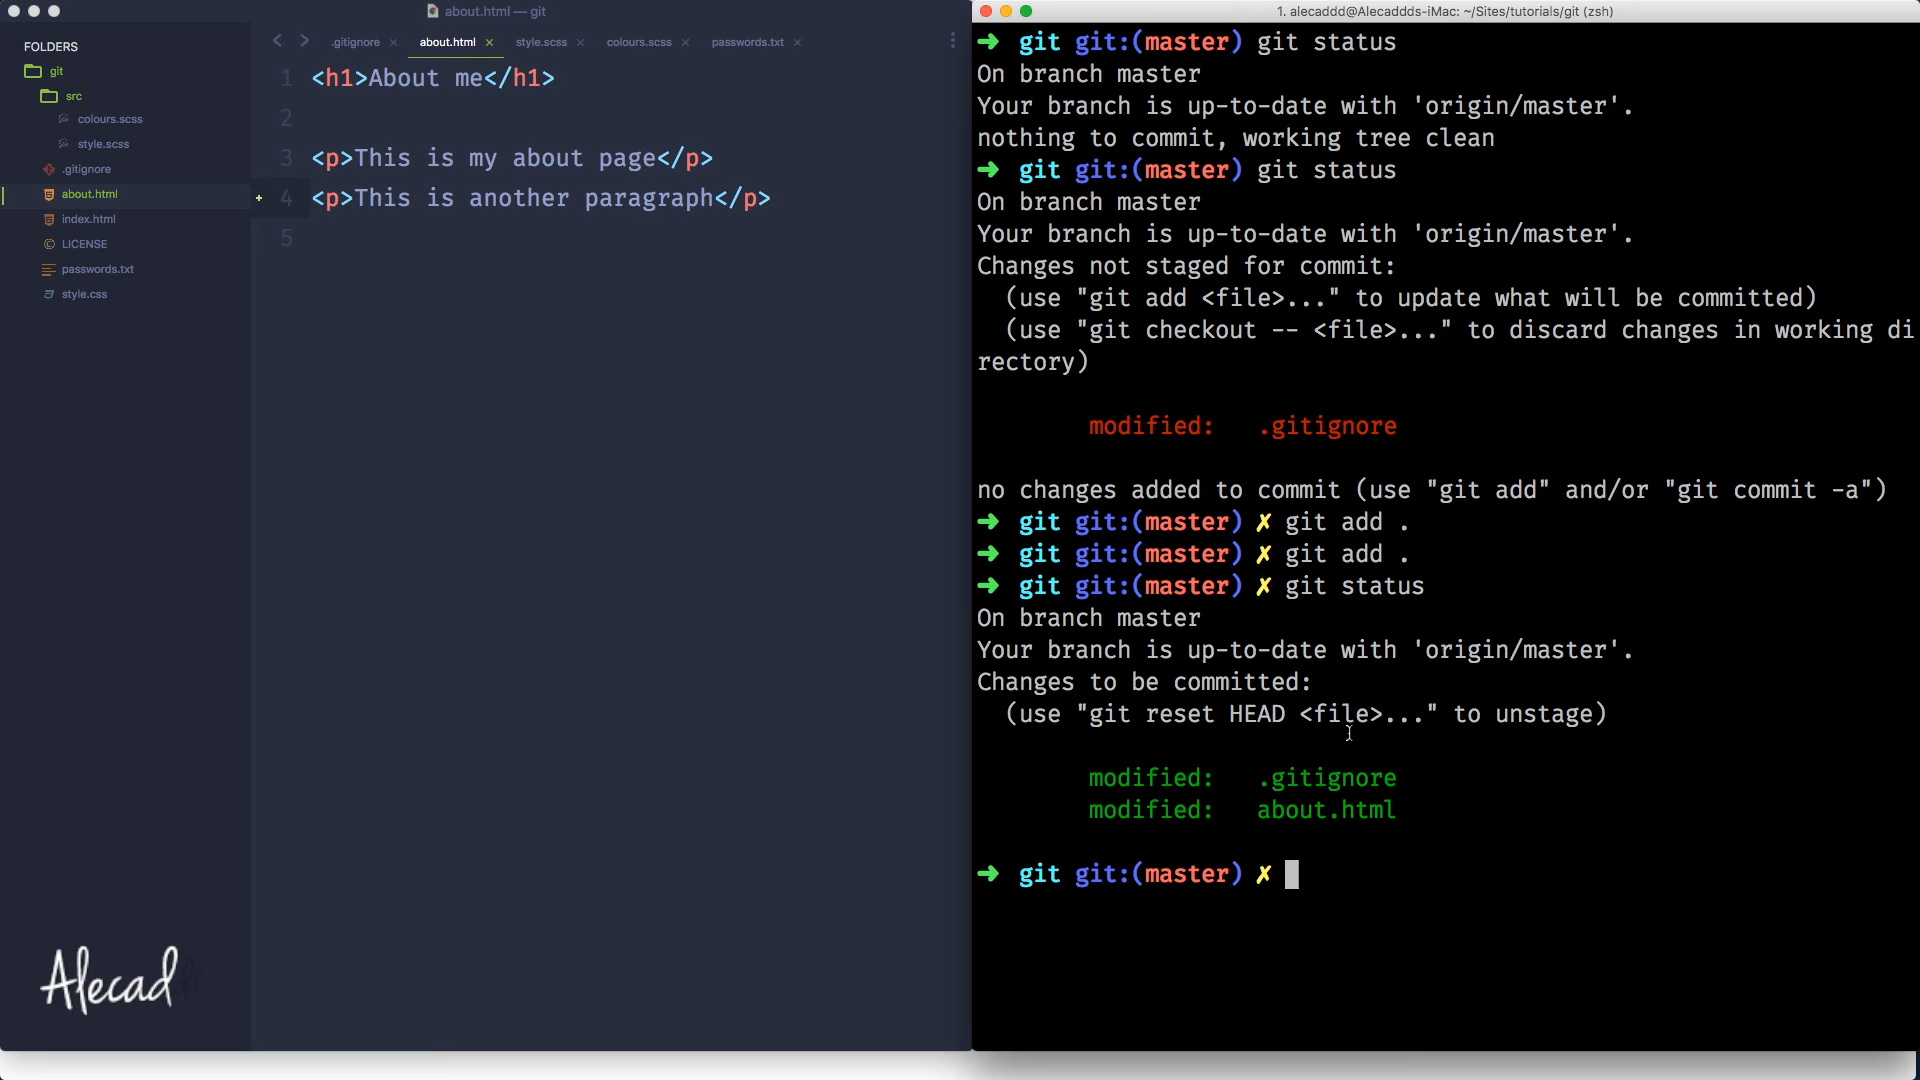 about.html — git
FOLDERS
git
src
colours.scss
style.scss
.gitignore
about.html
index.html
LICENSE
passwords.txt
style.css
.gitignore × about.html × style.scss × colours.scss × passwords.txt ×
1 <h1>About me</h1>
2
3 <p>This is my about page</p>
+ 4 <p>This is another paragraph</p>
5
Alecad
1. alecaddd@Alecaddds-iMac: ~/Sites/tutorials/git (zsh)
➜ git git:(master) git status
On branch master
Your branch is up-to-date with 'origin/master'.
nothing to commit, working tree clean
➜ git git:(master) git status
On branch master
Your branch is up-to-date with 'origin/master'.
Changes not staged for commit:
(use "git add <file>..." to update what will be committed)
(use "git checkout -- <file>..." to discard changes in working di
rectory)
modified: .gitignore
no changes added to commit (use "git add" and/or "git commit -a")
➜ git git:(master) ✗ git add .
➜ git git:(master) ✗ git add .
➜ git git:(master) ✗ git status
On branch master
Your branch is up-to-date with 'origin/master'.
Changes to be committed:
(use "git reset HEAD <file>..." to unstage)
modified: .gitignore
modified: about.html
➜ git git:(master) ✗